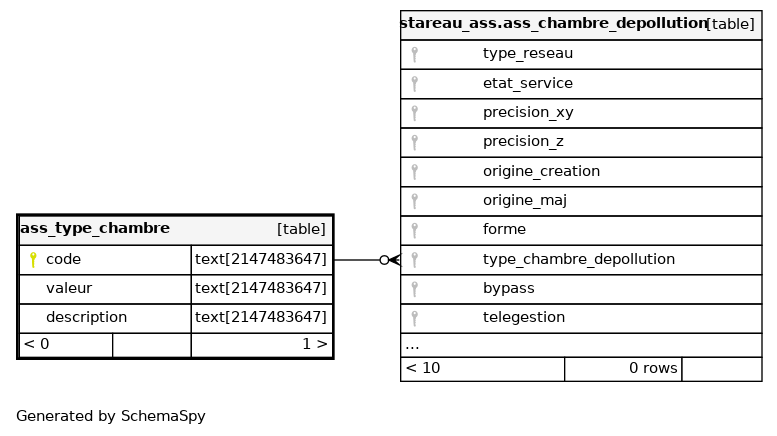 stareau_ass.ass_chambre_depollution [table]
type_reseau
etat_service
precision_xy
precision_z
origine_creation
origine_maj
forme
type_chambre_depollution
bypass
telegestion
...
< 10 0 rows
ass_type_chambre [table]
code text[2147483647]
valeur text[2147483647]
description text[2147483647]
< 0 1 >
Generated by SchemaSpy